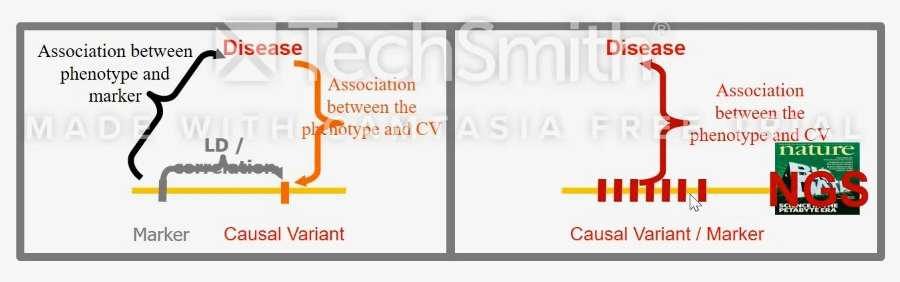 TechSmith®
MADE WITH CAMTASIA FREE TRIAL
Association between
phenotype and
marker
Disease
Association
between the
phenotype and CV
LD /
correlation
Marker
Causal Variant
Disease
Association
between the
phenotype and CV
nature
NGS
SCIENCE IN THE
PETABYTE ERA
Causal Variant / Marker